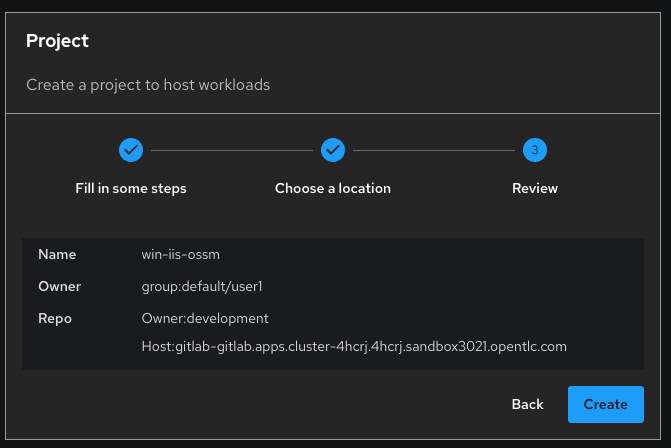 Project
Create a project to host workloads
3
Fill in some steps
Choose a location
Review
Name win-iis-ossm
Owner group:default/user1
Repo Owner:development
Host:gitlab-gitlab.apps.cluster-4hcrj.4hcrj.sandbox3021.opentlc.com
Back
Create